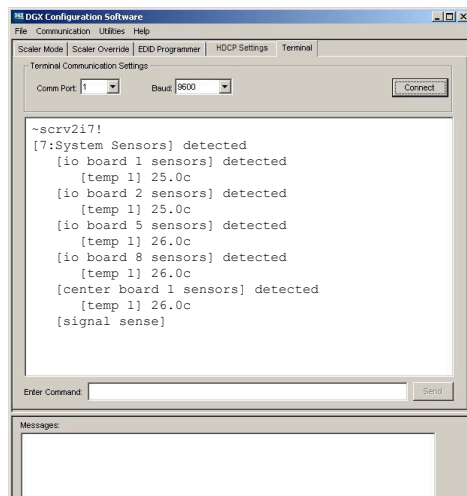 DGX Configuration Software
File Communication Utilities Help
Scaler Mode Scaler Override EDID Programmer HDCP Settings Terminal
Terminal Communication Settings
Comm Port: 1 Baud: 9600 Connect
~scrv2i7!
[7:System Sensors] detected
[io board 1 sensors] detected
[temp 1] 25.0c
[io board 2 sensors] detected
[temp 1] 25.0c
[io board 5 sensors] detected
[temp 1] 26.0c
[io board 8 sensors] detected
[temp 1] 26.0c
[center board 1 sensors] detected
[temp 1] 26.0c
[signal sense]
Enter Command: Send
Messages: